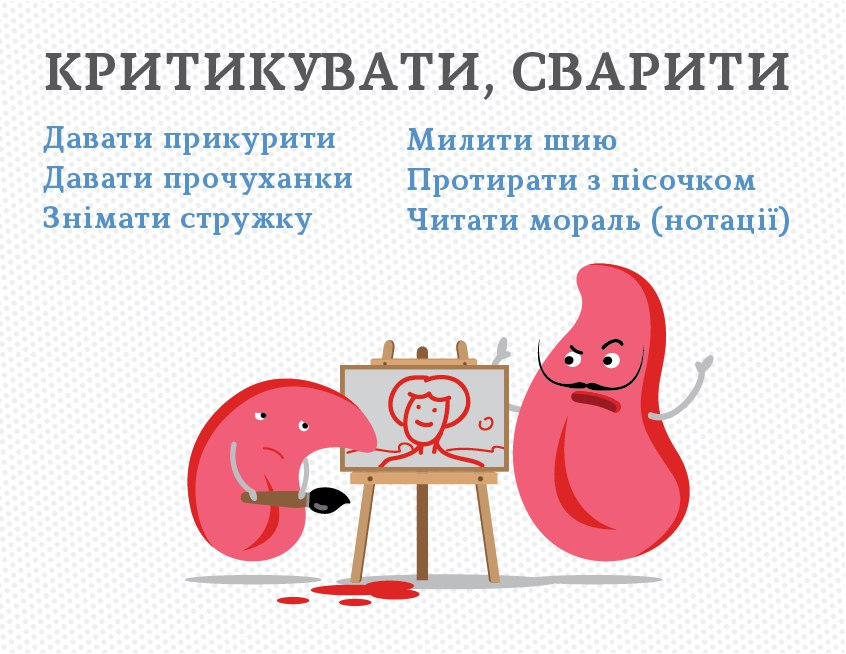 КРИТИКУВАТИ, СВАРИТИ
Давати прикурити
Давати прочуханки
Знімати стружку
Милити шию
Протирати з пісочком
Читати мораль (нотації)